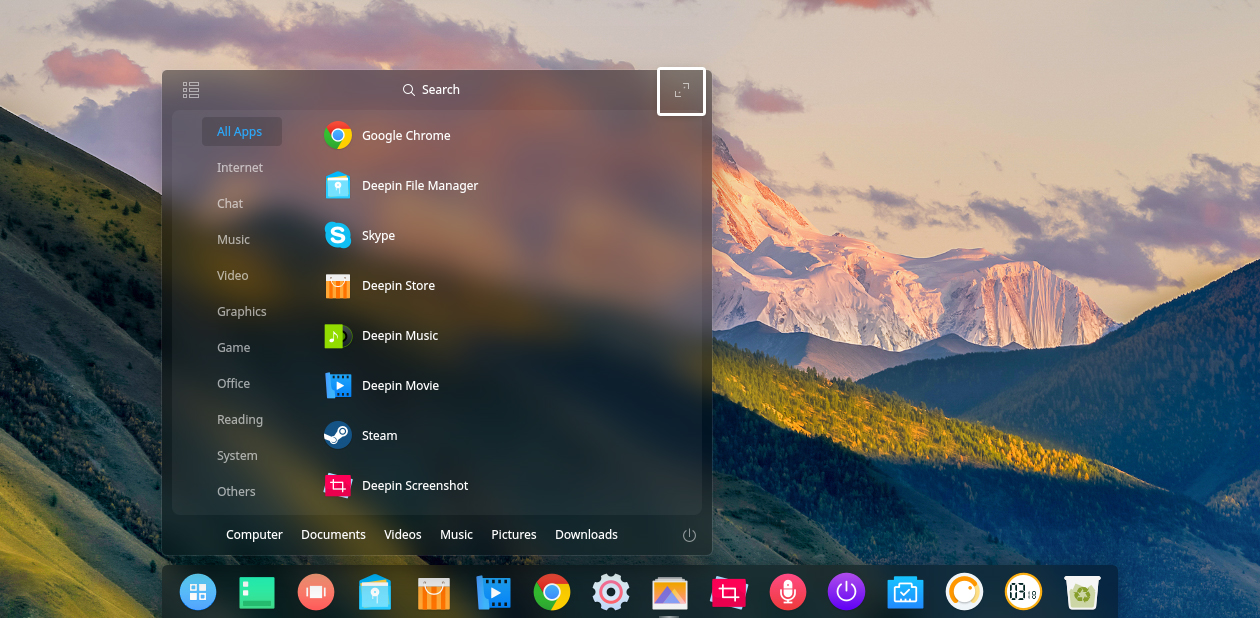 Search
All Apps
Internet
Chat
Music
Video
Graphics
Game
Office
Reading
System
Others
Google Chrome
Deepin File Manager
Skype
Deepin Store
Deepin Music
Deepin Movie
Steam
Deepin Screenshot
Computer Documents Videos Music Pictures Downloads
03 18